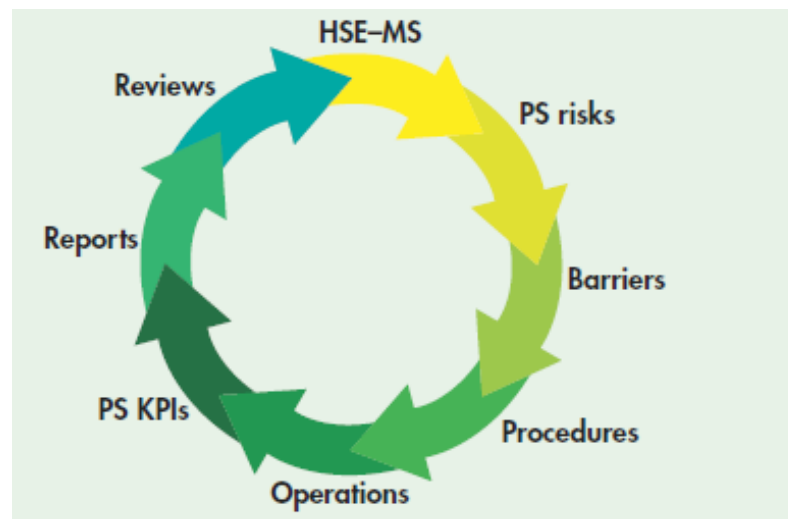 HSE–MS
PS risks
Barriers
Procedures
Operations
PS KPIs
Reports
Reviews